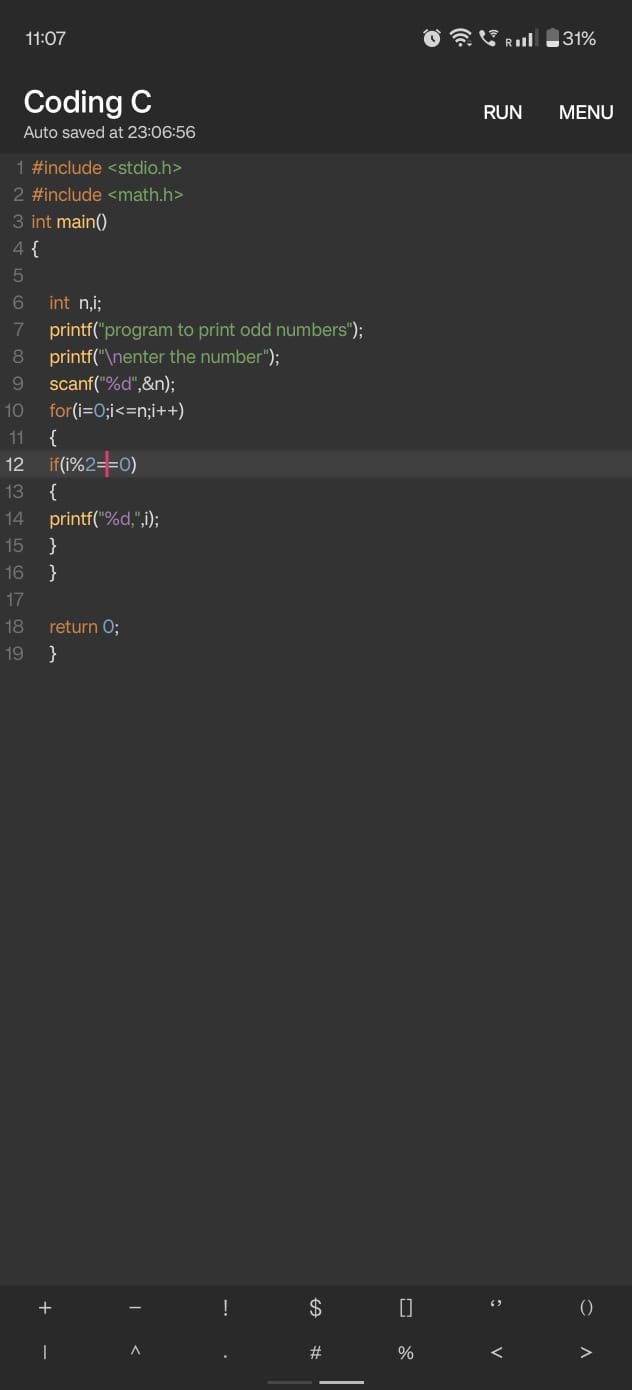 11:07
R 31%
Coding C
RUN MENU
Auto saved at 23:06:56
1 #include <stdio.h>
2 #include <math.h>
3 int main()
4 {
5
6 int  n,i;
7 printf("program to print odd numbers");
8 printf("\nenter the number");
9 scanf("%d",&n);
10 for(i=0;i<=n;i++)
11 {
12 if(i%2==0)
13 {
14 printf("%d,",i);
15 }
16 }
17
18 return 0;
19 }
+ − ! $ [] ‘’ ()
| ^ . # % < >